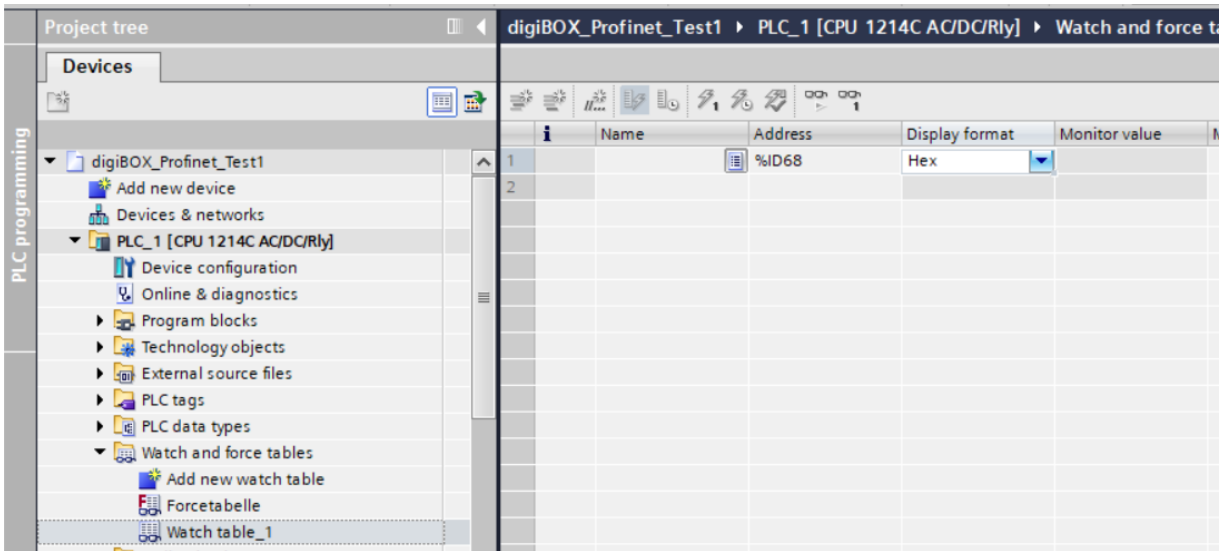 Project tree
digiBOX_Profinet_Test1 ▸ PLC_1 [CPU 1214C AC/DC/Rly] ▸ Watch and force
Devices
PLC programming
i Name Address Display format Monitor value
digiBOX_Profinet_Test1
1 %ID68 Hex
Add new device
2
Devices & networks
PLC_1 [CPU 1214C AC/DC/Rly]
Device configuration
Online & diagnostics
Program blocks
Technology objects
External source files
PLC tags
PLC data types
Watch and force tables
Add new watch table
Forcetabelle
Watch table_1